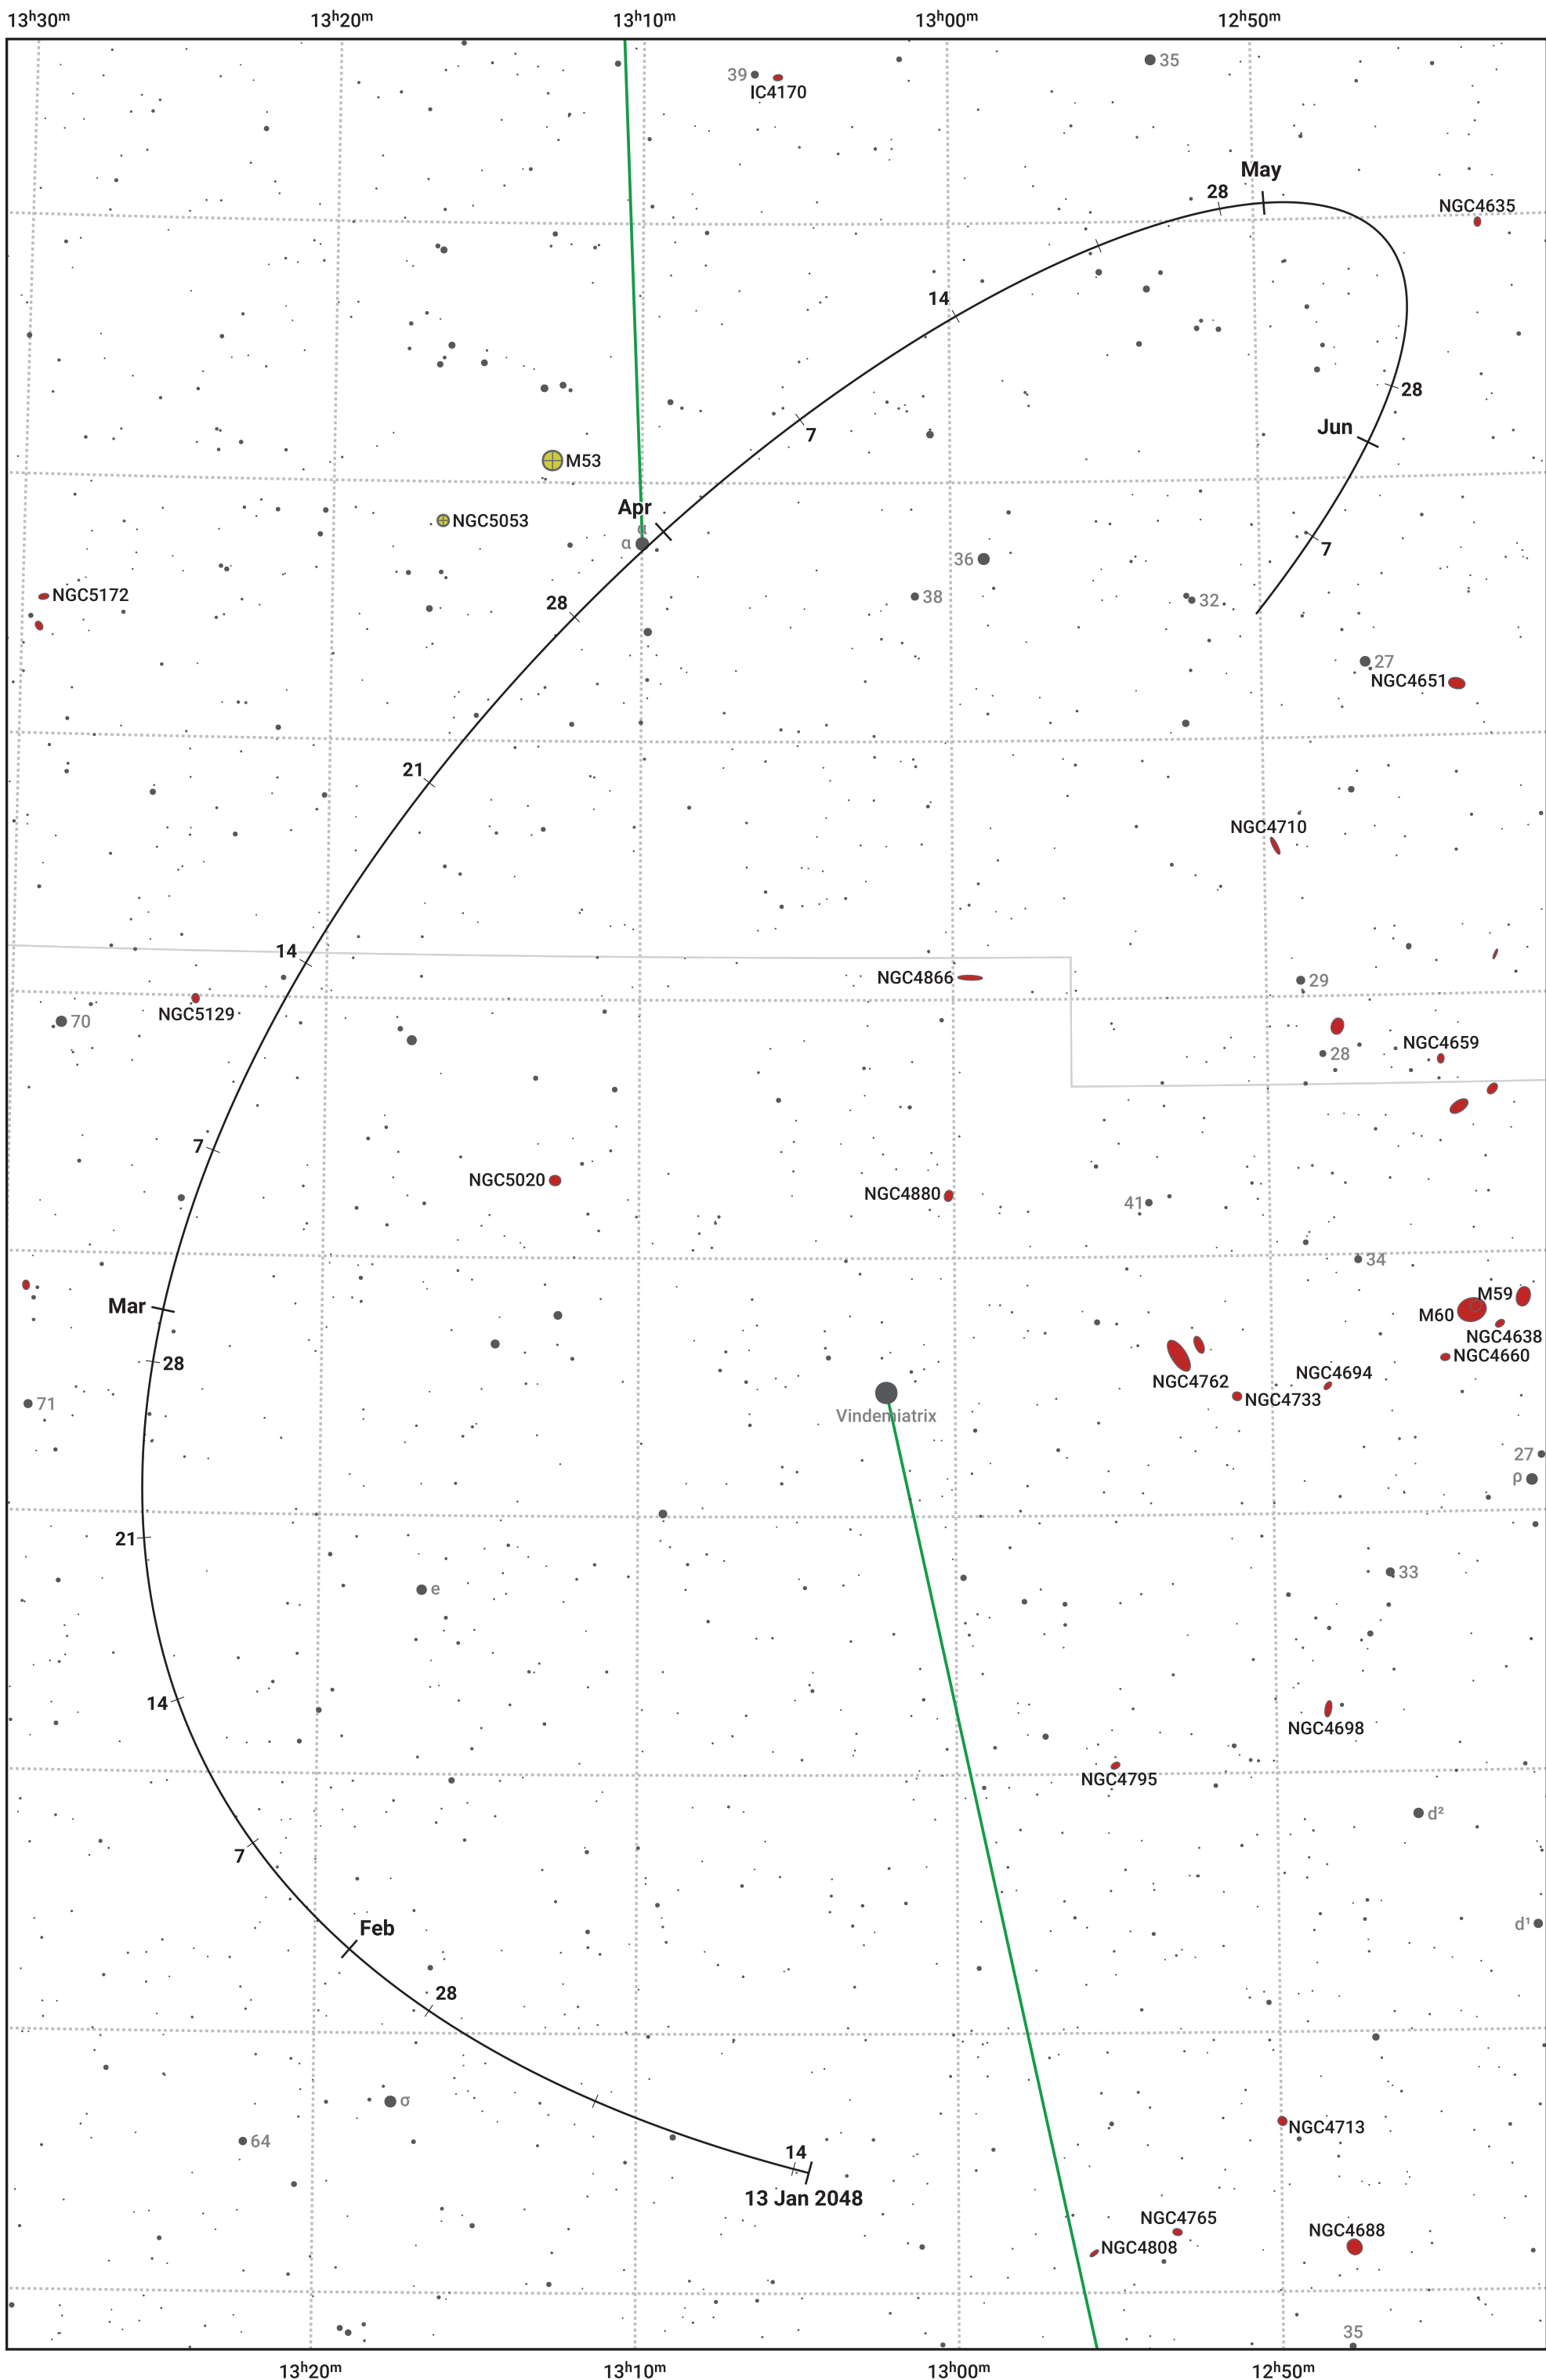 13h30m
13h20m
13h10m
13h00m
12h50m
39
IC4170
35
May
28
NGC4635
14
28
Jun
7
M53
Apr
NGC5053
α
α
36
7
NGC5172
28
38
32
27
NGC4651
21
NGC4710
14
NGC4866
29
NGC5129
70
NGC4659
28
7
NGC5020
NGC4880
41
34
Mar
M59
M60
NGC4638
28
NGC4660
NGC4694
NGC4762
71
NGC4733
Vindemiatrix
27
ρ
21
33
e
14
NGC4698
NGC4795
d²
7
d¹
Feb
28
σ
NGC4713
64
14
13 Jan 2048
NGC4765
NGC4688
NGC4808
35
13h20m
13h10m
13h00m
12h50m